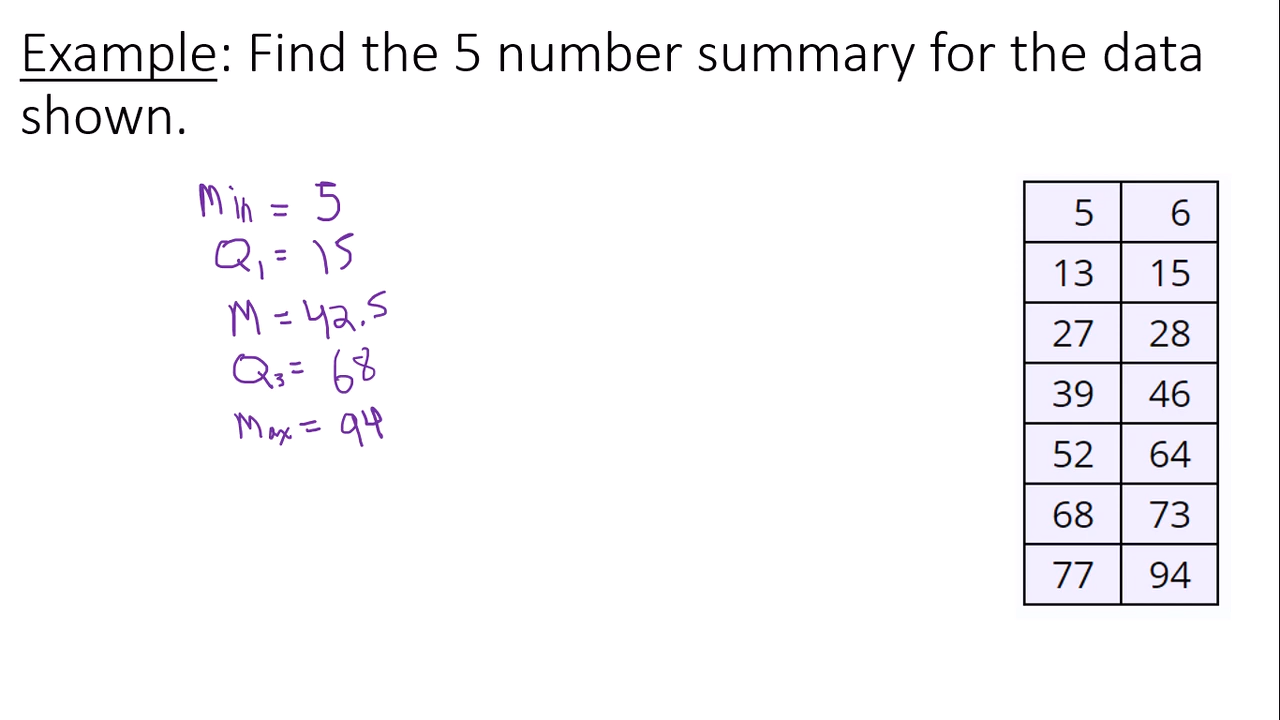 Example: Find the 5 number summary for the data
shown.
Min = 5
Q₁ = 15
M = 42.5
Q₃ = 68
Max = 94
5 6
13 15
27 28
39 46
52 64
68 73
77 94